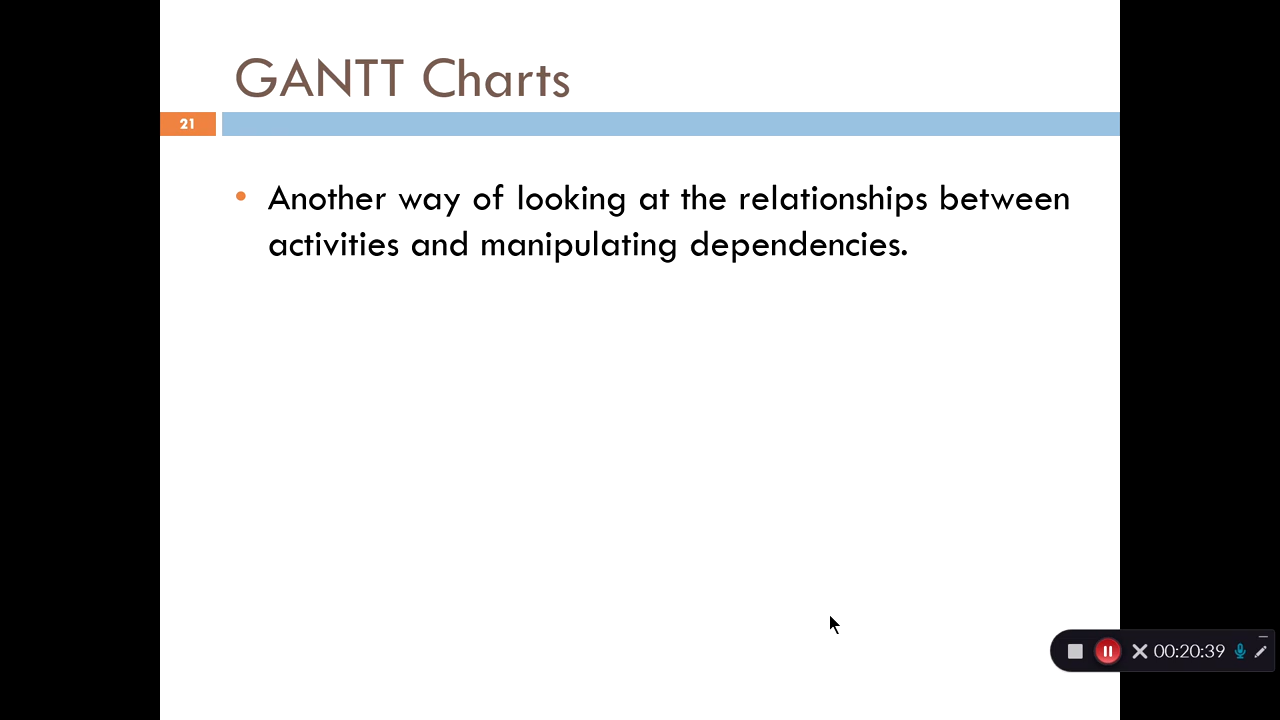 GANTT Charts
21
• Another way of looking at the relationships between
activities and manipulating dependencies.
00:20:39